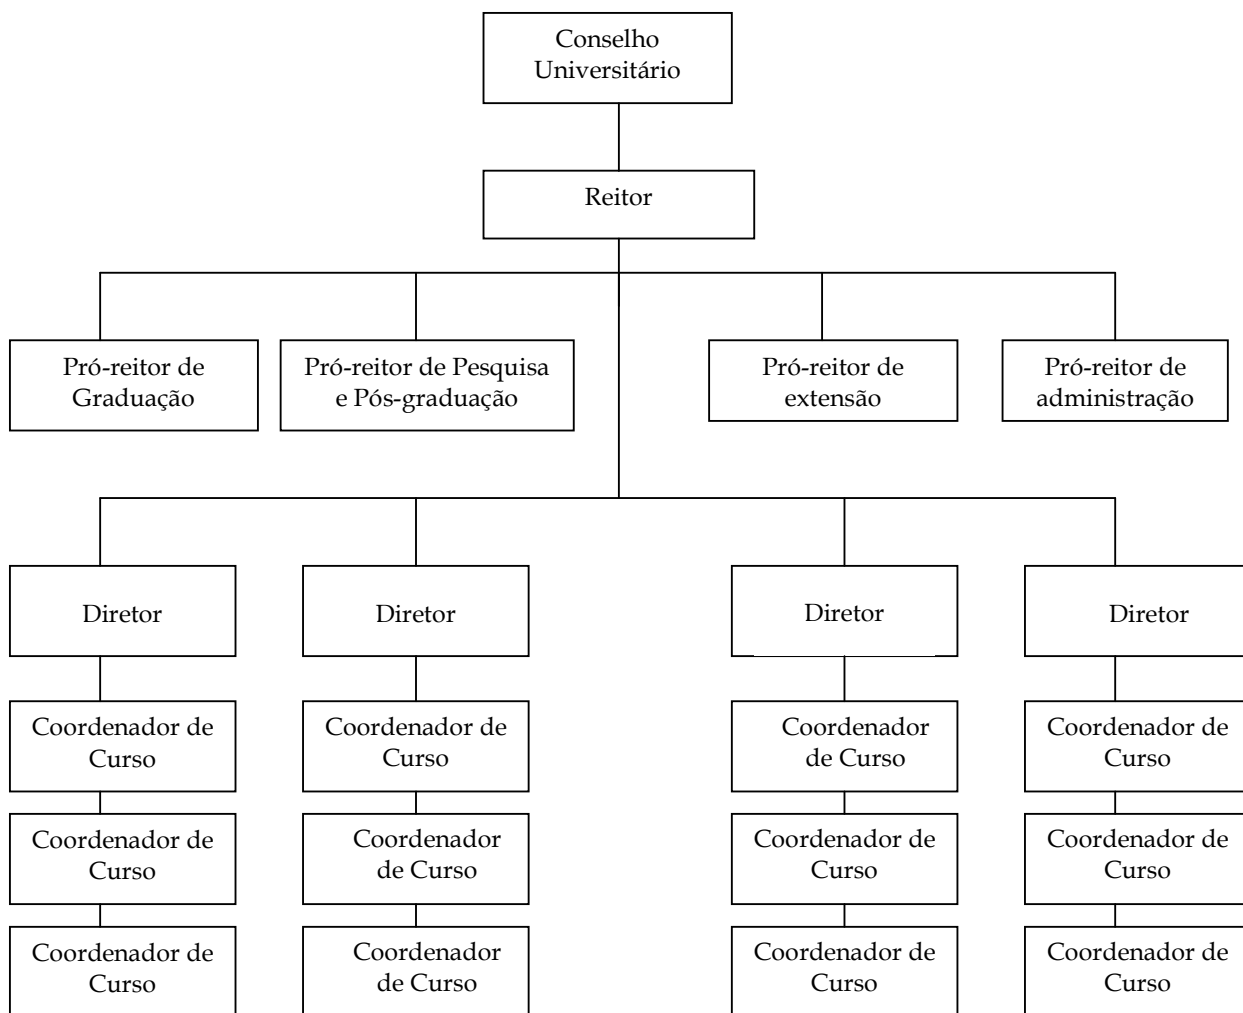 Conselho
Universitário
Reitor
Pró-reitor de
Graduação
Pró-reitor de Pesquisa
e Pós-graduação
Pró-reitor de
extensão
Pró-reitor de
administração
Diretor
Diretor
Diretor
Diretor
Coordenador de
Curso
Coordenador de
Curso
Coordenador
de Curso
Coordenador de
Curso
Coordenador de
Curso
Coordenador
de Curso
Coordenador de
Curso
Coordenador de
Curso
Coordenador de
Curso
Coordenador
de Curso
Coordenador de
Curso
Coordenador de
Curso